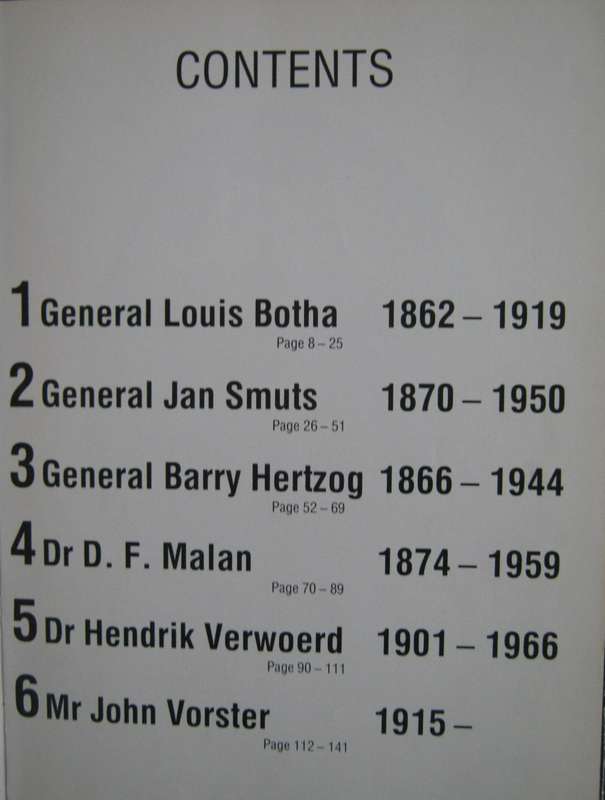 CONTENTS
1 General Louis Botha 1862 – 1919
Page 8 – 25
2 General Jan Smuts 1870 – 1950
Page 26 – 51
3 General Barry Hertzog 1866 – 1944
Page 52 – 69
4 Dr D. F. Malan 1874 – 1959
Page 70 – 89
5 Dr Hendrik Verwoerd 1901 – 1966
Page 90 – 111
6 Mr John Vorster 1915 –
Page 112 – 141